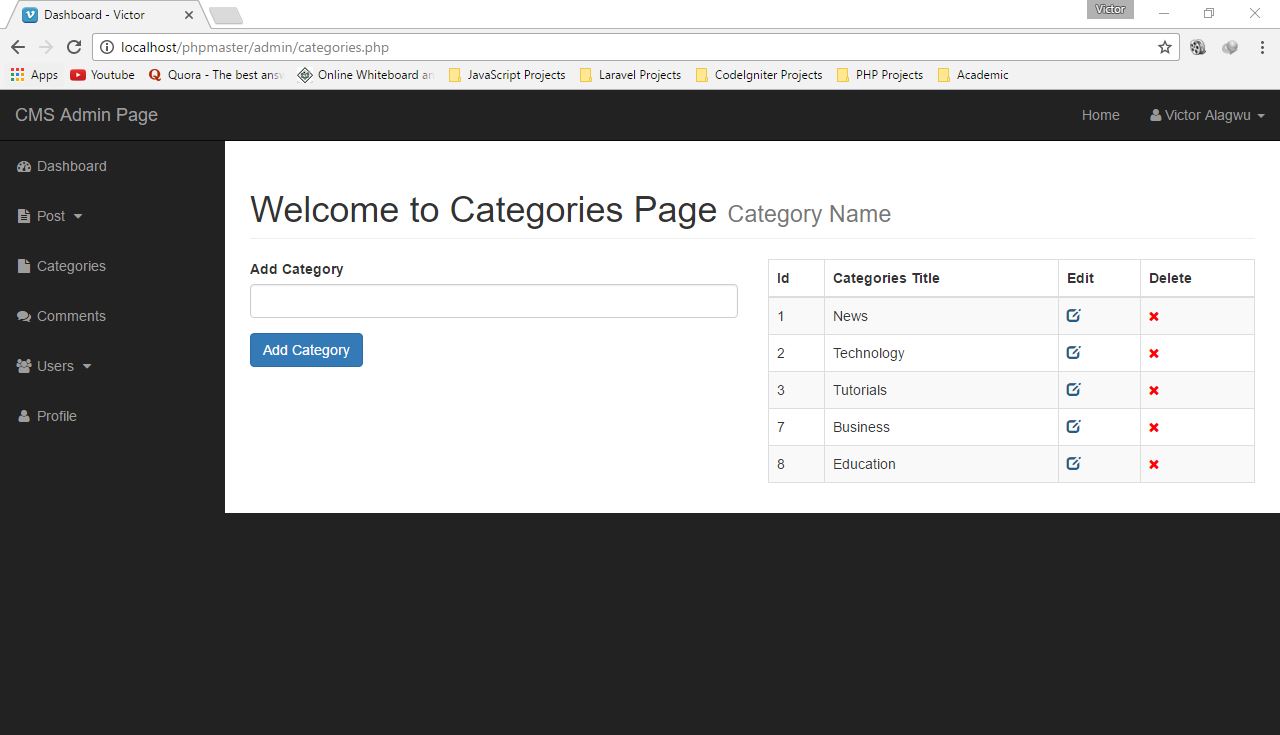 Dashboard - Victor
Victor
localhost/phpmaster/admin/categories.php
Apps Youtube Quora - The best ans Online Whiteboard an JavaScript Projects Laravel Projects CodeIgniter Projects PHP Projects Academic
CMS Admin Page Home Victor Alagwu
Dashboard
Post
Categories
Comments
Users
Profile
Welcome to Categories Page Category Name
Add Category
Add Category
Id Categories Title Edit Delete
1 News
2 Technology
3 Tutorials
7 Business
8 Education